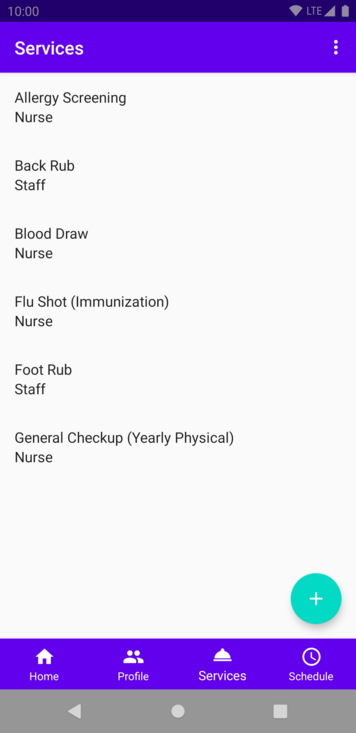 10:00
LTE
Services
Allergy Screening
Nurse
Back Rub
Staff
Blood Draw
Nurse
Flu Shot (Immunization)
Nurse
Foot Rub
Staff
General Checkup (Yearly Physical)
Nurse
+
Home
Profile
Services
Schedule